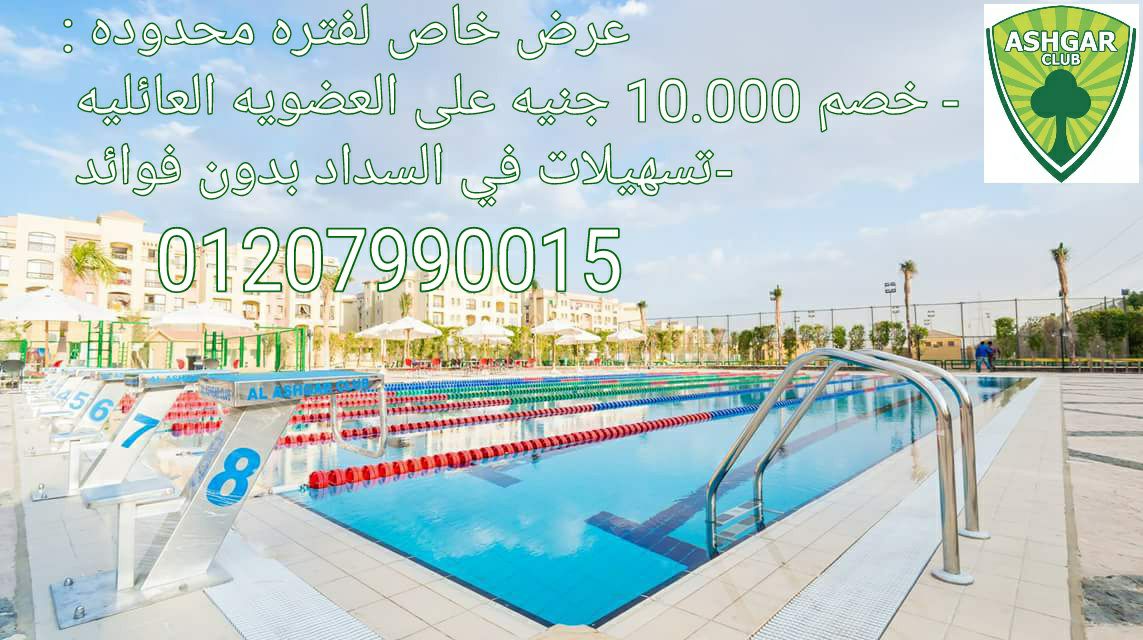 عرض خاص لفتره محدوده :
- خصم 10.000 جنيه على العضويه العائليه
-تسهيلات في السداد بدون فوائد
01207990015
ASHGAR
CLUB
AL ASHGAR CLUB
8
7
6
5
4